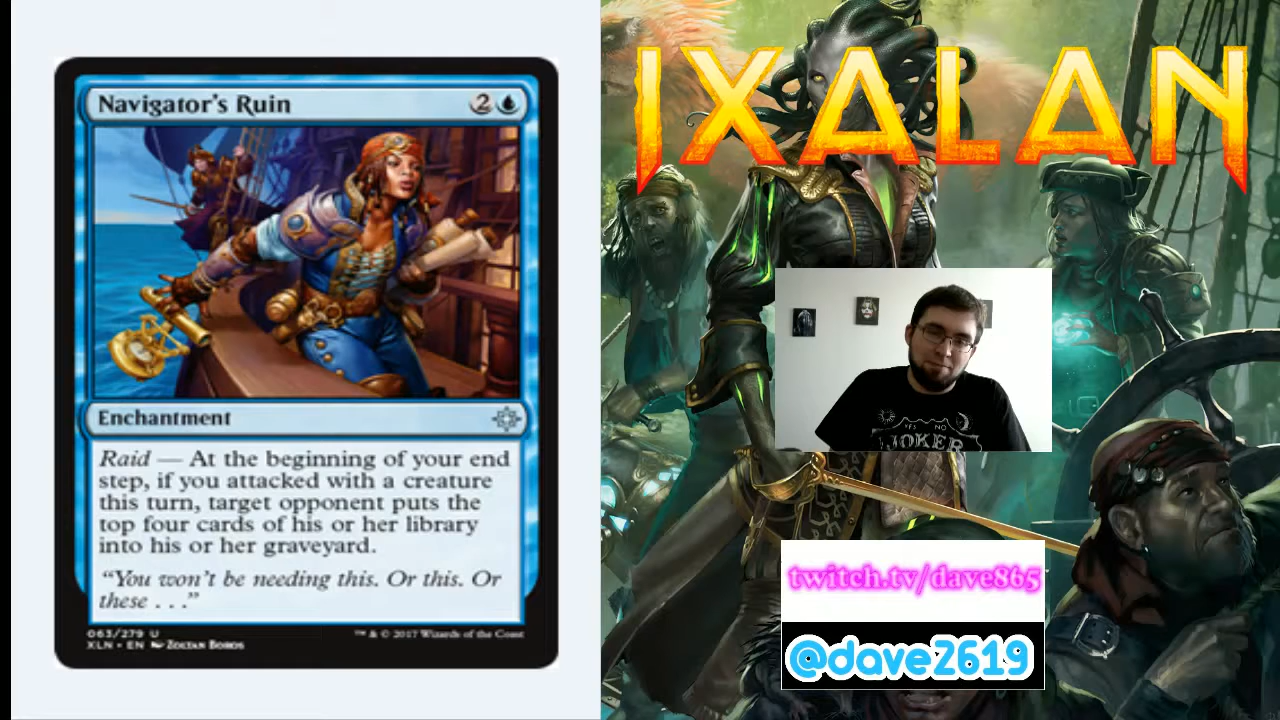 Navigator's Ruin 2
Enchantment
Raid — At the beginning of your end
step, if you attacked with a creature
this turn, target opponent puts the
top four cards of his or her library
into his or her graveyard.
"You won't be needing this. Or this. Or
these . . ."
063/279 U
XLN • EN Zoltan Boros
™ & © 2017 Wizards of the Coast
IXALAN
YES NO
JOKER
twitch.tv/dave865
@dave2619